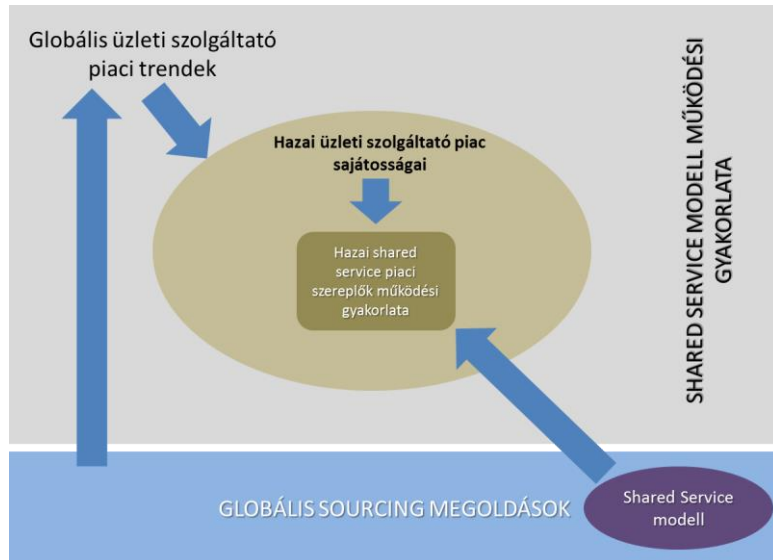 Globális üzleti szolgáltató
piaci trendek
Hazai üzleti szolgáltató piac
sajátosságai
Hazai shared
service piaci
szereplők működési
gyakorlata
SHARED SERVICE MODELL MŰKÖDÉSI
GYAKORLATA
GLOBÁLIS SOURCING MEGOLDÁSOK
Shared Service
modell